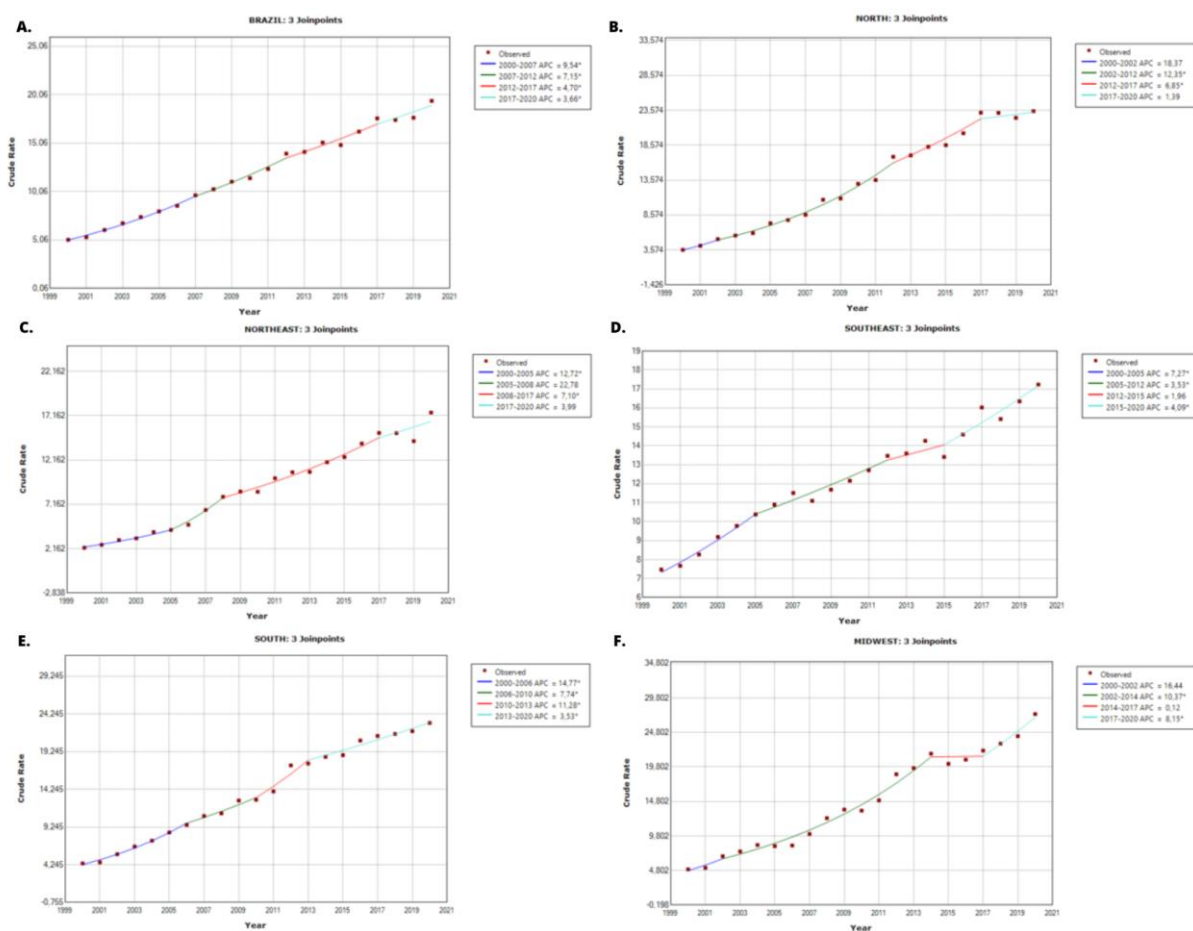 A.
BRAZIL: 3 Joinpoints
25.06
20.06
15.06
10.06
5.06
0.06
Crude Rate
1999 2001 2003 2005 2007 2009 2011 2013 2015 2017 2019 2021
Year
Observed
2000-2007 APC = 9,54*
2007-2012 APC = 7,15*
2012-2017 APC = 4,70*
2017-2020 APC = 3,66*
B.
NORTH: 3 Joinpoints
33,574
28,574
23,574
18,574
13,574
8,574
3,574
-1,426
Crude Rate
1999 2001 2003 2005 2007 2009 2011 2013 2015 2017 2019 2021
Year
Observed
2000-2002 APC = 18,37
2002-2012 APC = 12,35*
2012-2017 APC = 6,85*
2017-2020 APC = 1,39
C.
NORTHEAST: 3 Joinpoints
22,162
17,162
12,162
7,162
2,162
-2,838
Crude Rate
1999 2001 2003 2005 2007 2009 2011 2013 2015 2017 2019 2021
Year
Observed
2000-2005 APC = 12,72*
2005-2008 APC = 22,78
2008-2017 APC = 7,10*
2017-2020 APC = 3,99
D.
SOUTHEAST: 3 Joinpoints
19
18
17
16
15
14
13
12
11
10
9
8
7
6
Crude Rate
1999 2001 2003 2005 2007 2009 2011 2013 2015 2017 2019 2021
Year
Observed
2000-2005 APC = 7,27*
2005-2012 APC = 3,53*
2012-2015 APC = 1,96
2015-2020 APC = 4,09*
E.
SOUTH: 3 Joinpoints
29,245
24,245
19,245
14,245
9,245
4,245
-0,755
Crude Rate
1999 2001 2003 2005 2007 2009 2011 2013 2015 2017 2019 2021
Year
Observed
2000-2006 APC = 14,77*
2006-2010 APC = 7,74*
2010-2013 APC = 11,28*
2013-2020 APC = 3,53*
F.
MIDWEST: 3 Joinpoints
34,802
29,802
24,802
19,802
14,802
9,802
4,802
-0,198
Crude Rate
1999 2001 2003 2005 2007 2009 2011 2013 2015 2017 2019 2021
Year
Observed
2000-2002 APC = 16,44
2002-2014 APC = 10,37*
2014-2017 APC = 0,12
2017-2020 APC = 8,15*